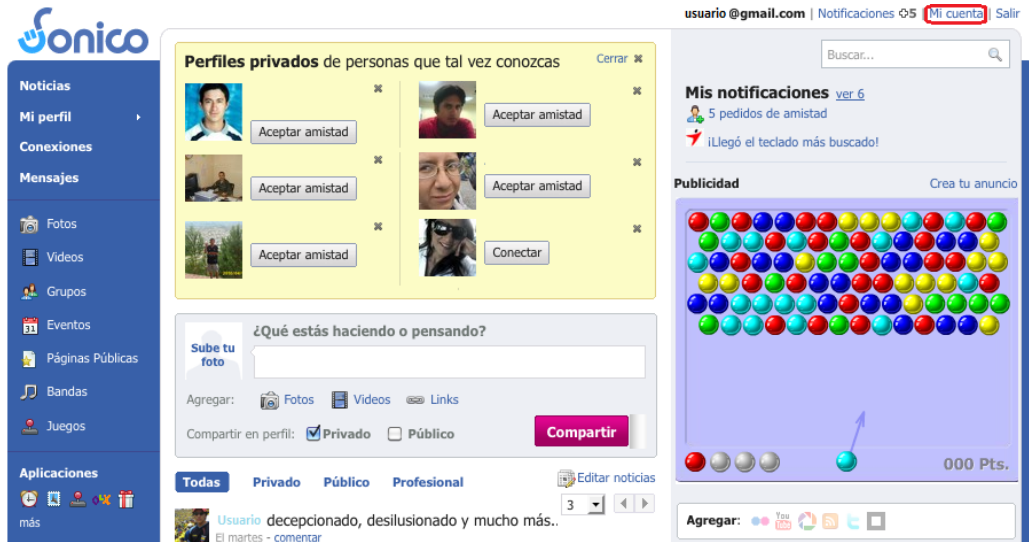 Sonico
usuario @gmail.com | Notificaciones 5 | Mi cuenta | Salir
Noticias
Mi perfil
Conexiones
Mensajes
Fotos
Videos
Grupos
31
Eventos
Páginas Públicas
Bandas
Juegos
Aplicaciones
más
Perfiles privados de personas que tal vez conozcas
Cerrar
Aceptar amistad
Aceptar amistad
Aceptar amistad
Aceptar amistad
Aceptar amistad
Conectar
Sube tu
foto
¿Qué estás haciendo o pensando?
Agregar: Fotos Videos Links
Compartir en perfil: Privado Público
Compartir
Todas Privado Público Profesional
Editar noticias
3
Usuario decepcionado, desilusionado y mucho más..
El martes - comentar
Buscar...
Mis notificaciones ver 6
5 pedidos de amistad
¡Llegó el teclado más buscado!
Publicidad
Crea tu anuncio
000 Pts.
Agregar: You Tube